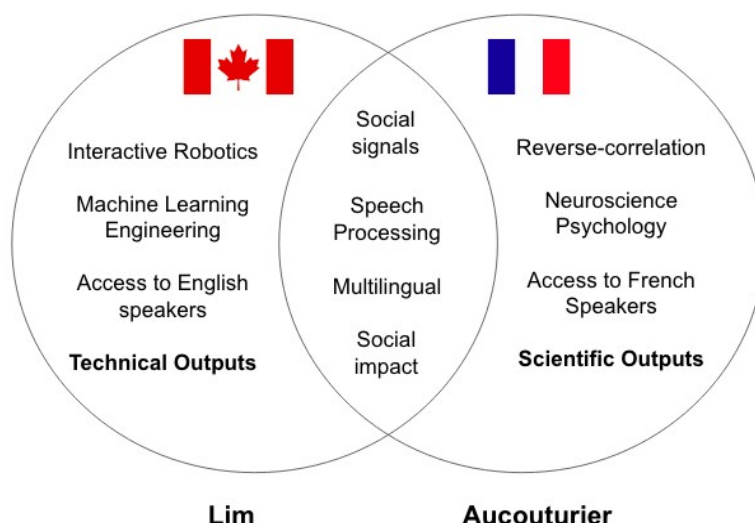 Interactive Robotics
Machine Learning
Engineering
Access to English
speakers
Technical Outputs
Social
signals
Speech
Processing
Multilingual
Social
impact
Reverse-correlation
Neuroscience
Psychology
Access to French
Speakers
Scientific Outputs
Lim
Aucouturier